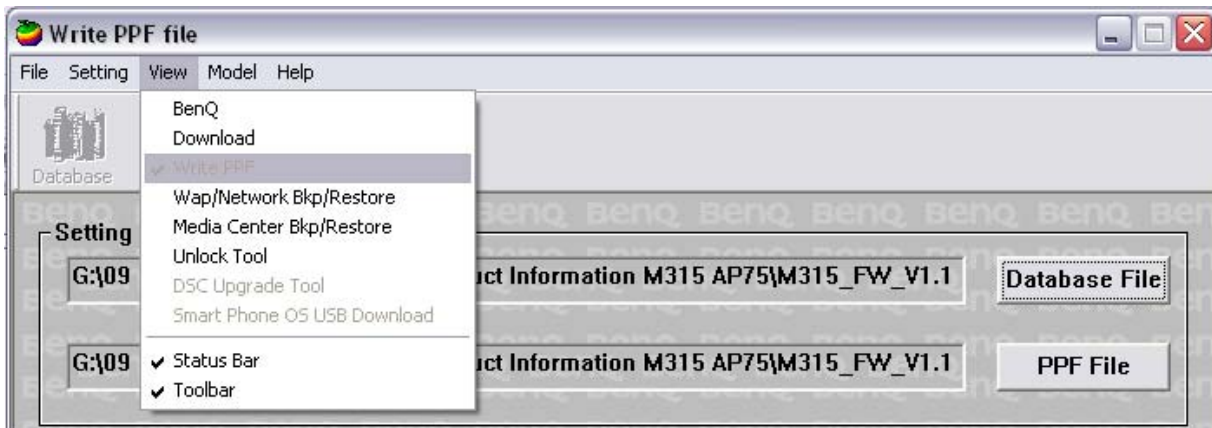 Write PPF file
File Setting View Model Help
BenQ
Download
Write PPF
Wap/Network Bkp/Restore
Media Center Bkp/Restore
Unlock Tool
DSC Upgrade Tool
Smart Phone OS USB Download
Status Bar
Toolbar
Database
Setting
G:\09 uct Information M315 AP75\M315_FW_V1.1 Database File
G:\09 uct Information M315 AP75\M315_FW_V1.1 PPF File